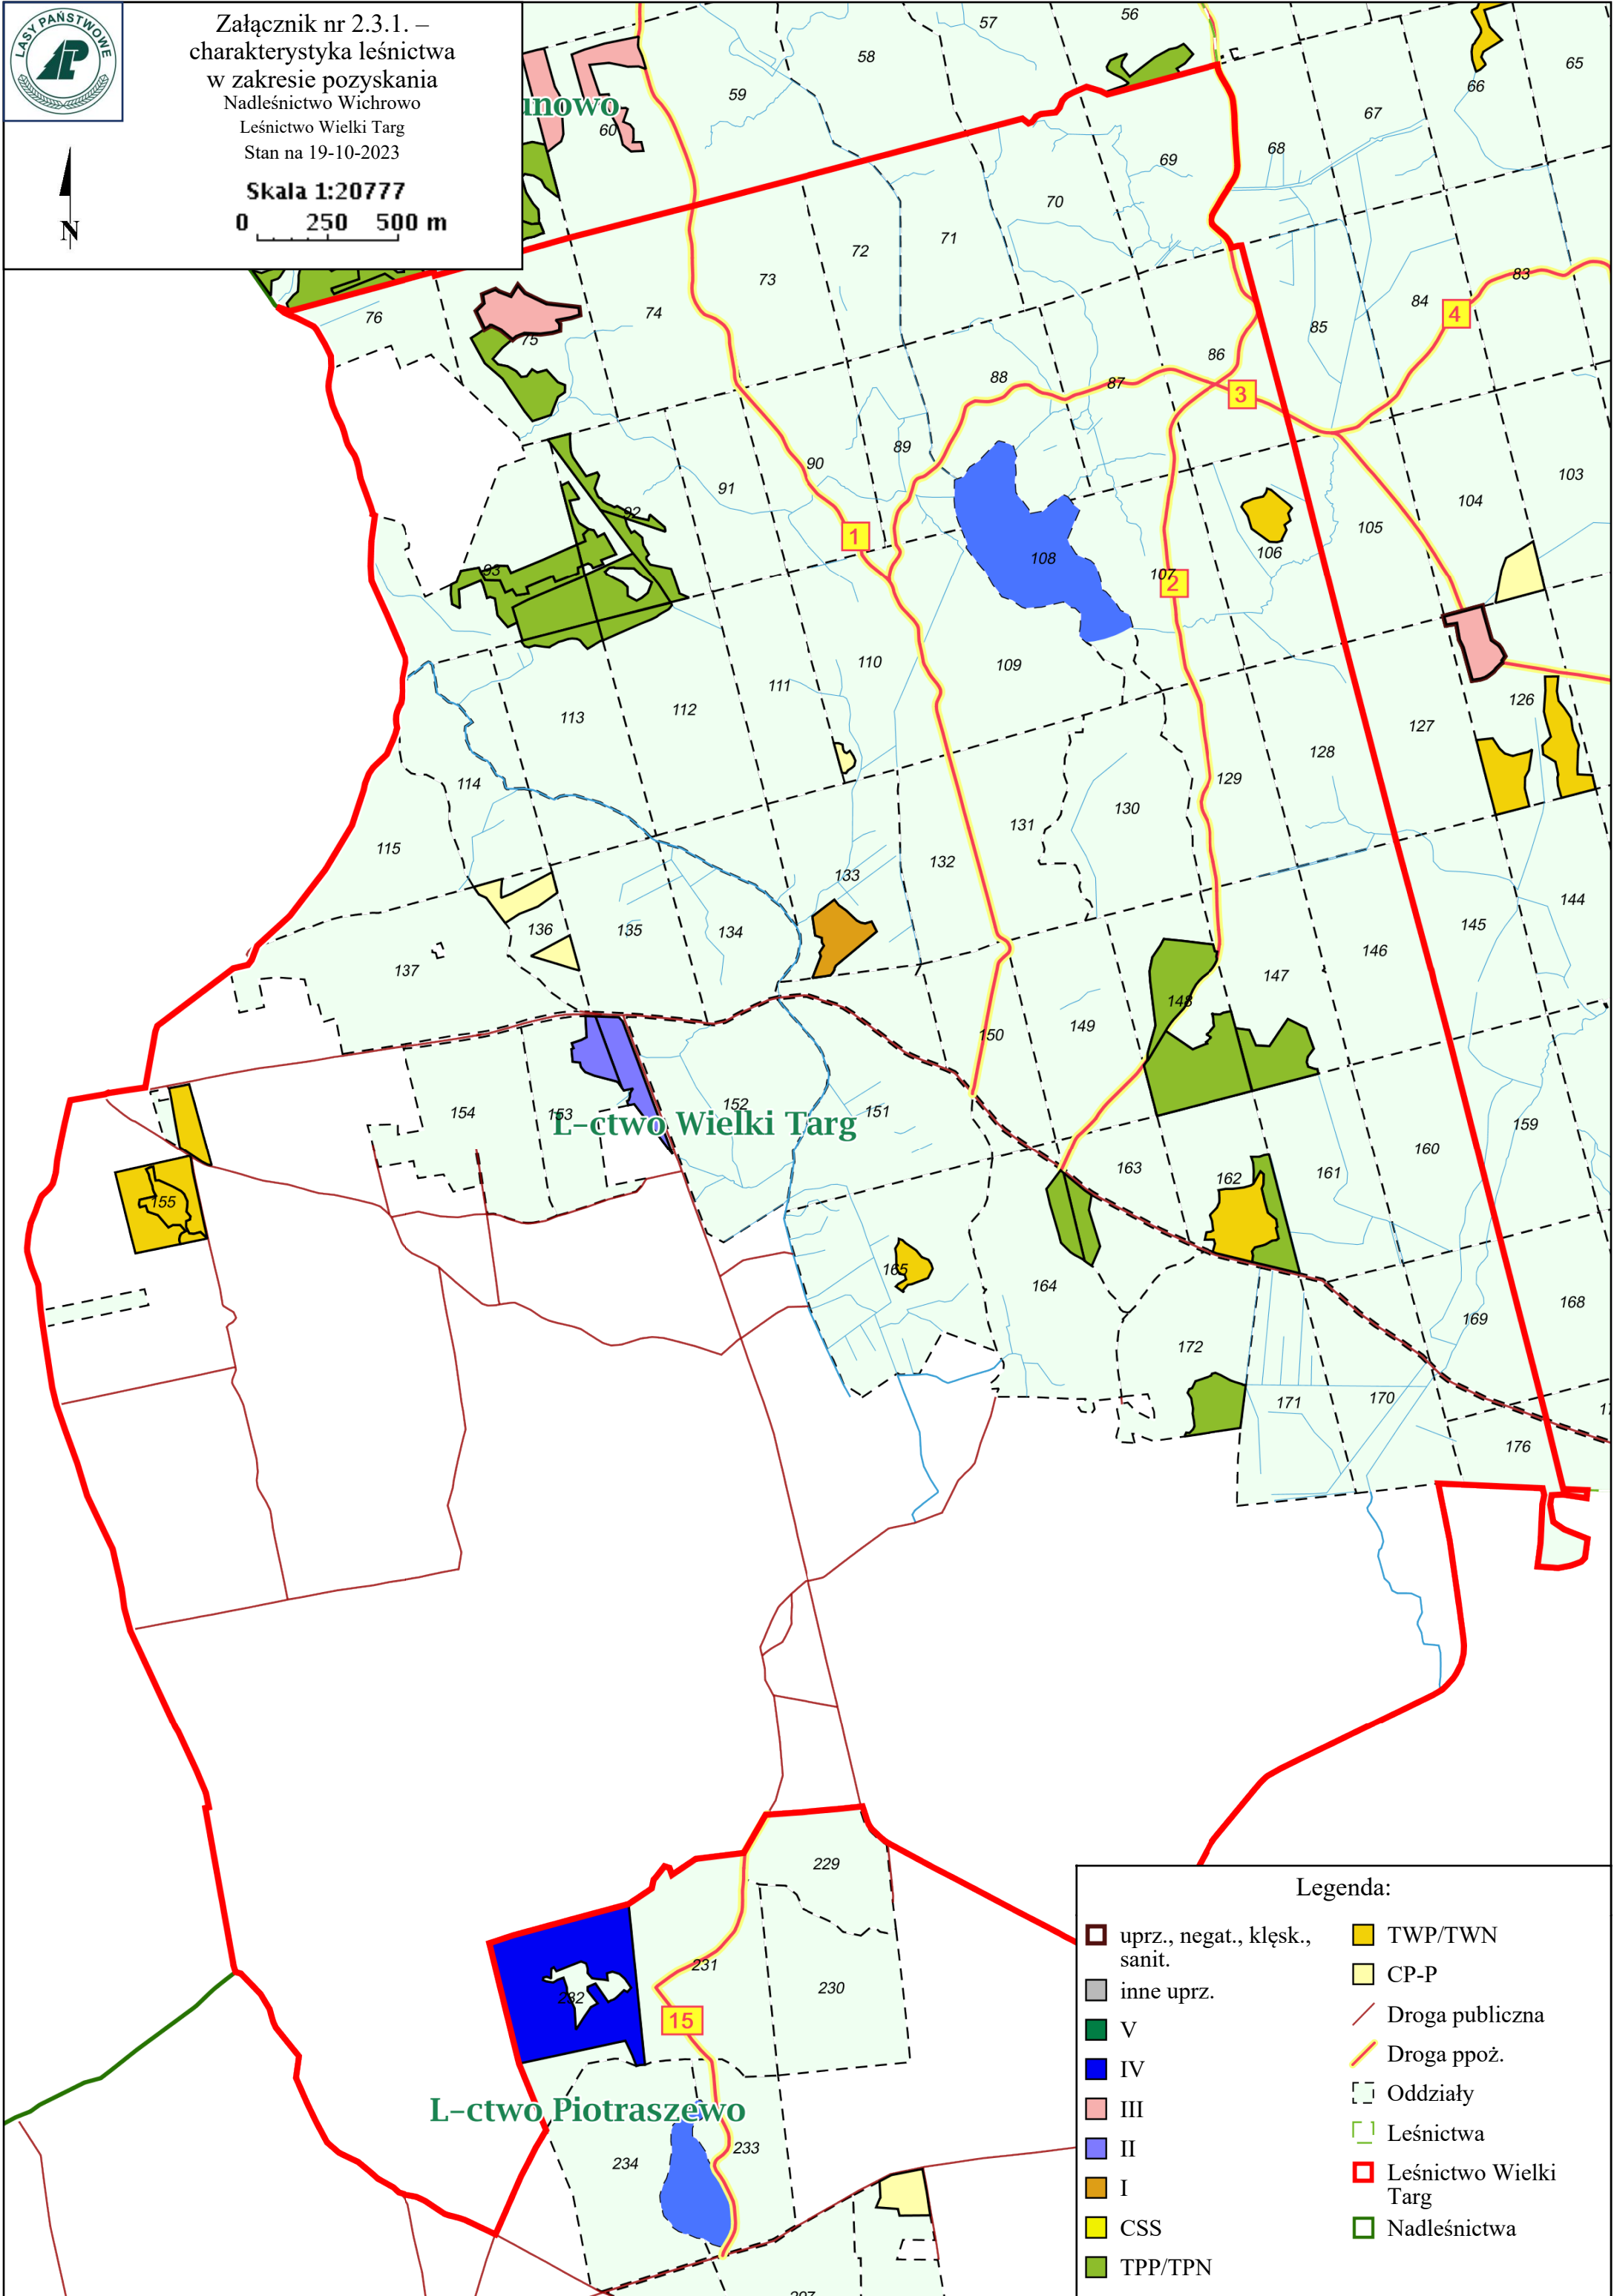 LASY PAŃSTWOWE
Załącznik nr 2.3.1. –
charakterystyka leśnictwa
w zakresie pozyskania
Nadleśnictwo Wichrowo
Leśnictwo Wielki Targ
Stan na 19-10-2023
Skala 1:20777
0 250 500 m
N
unowo
56
57
58
59
60
65
66
67
68
69
70
71
72
73
74
75
76
83
84
85
86
87
88
89
90
91
92
93
4
3
1
2
103
104
105
106
107
108
109
110
111
112
113
114
115
126
127
128
129
130
131
132
133
134
135
136
137
144
145
146
147
148
149
150
151
152
153
154
155
L-ctwo Wielki Targ
159
160
161
162
163
164
165
168
169
170
171
172
176
229
230
231
232
15
L-ctwo Piotraszewo
233
234
Legenda:
uprz., negat., klęsk.,
sanit.
inne uprz.
V
IV
III
II
I
CSS
TPP/TPN
TWP/TWN
CP-P
Droga publiczna
Droga ppoż.
Oddziały
Leśnictwa
Leśnictwo Wielki
Targ
Nadleśnictwa